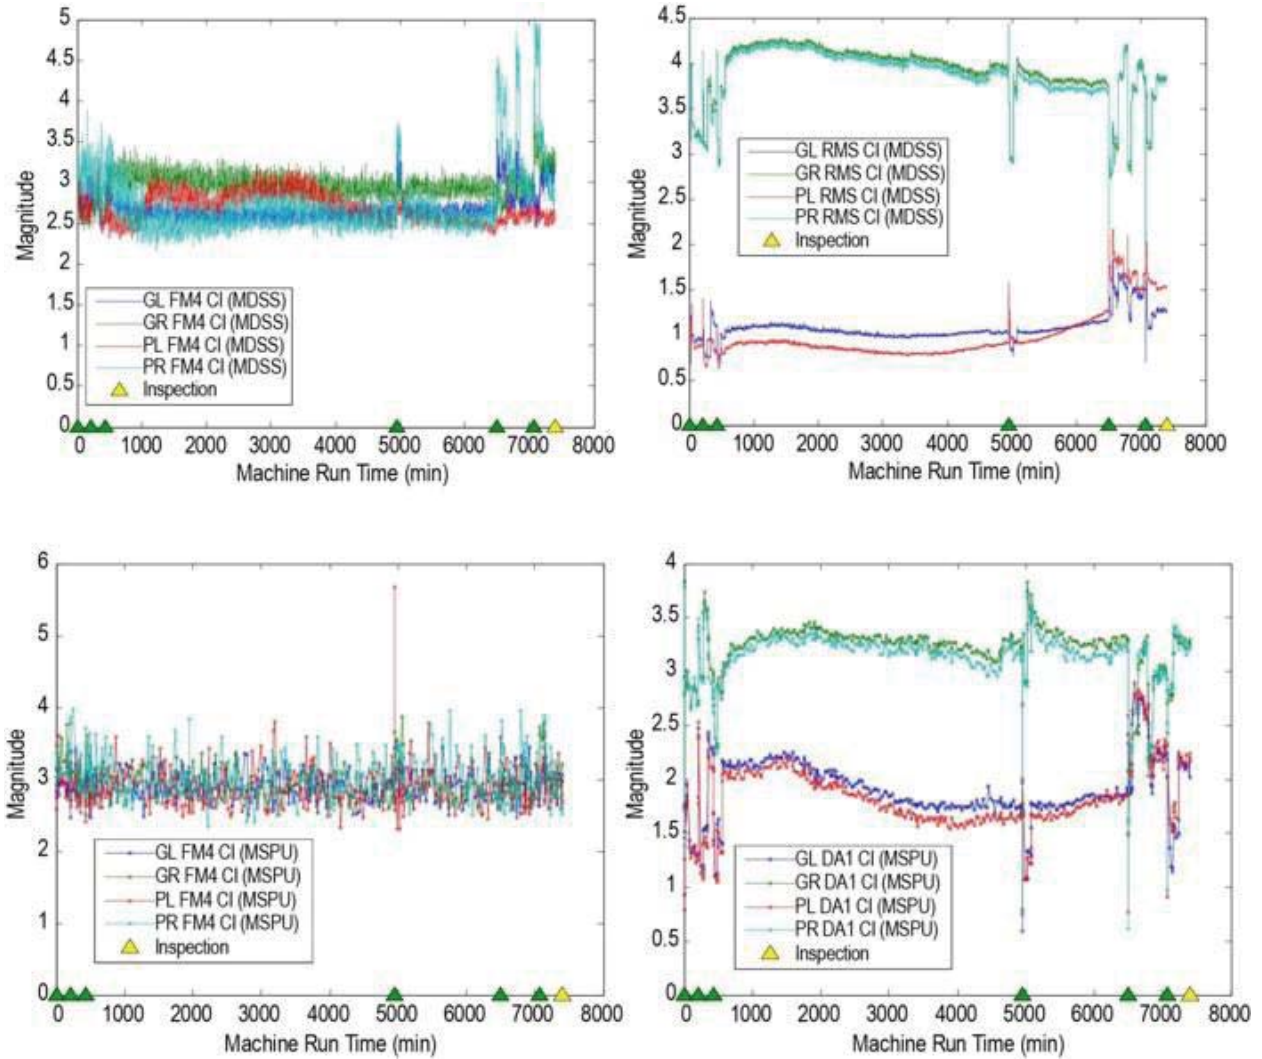 5
4.5
4
3.5
3
2.5
2
1.5
1
0.5
0
Magnitude
GL FM4 CI (MDSS)
GR FM4 CI (MDSS)
PL FM4 CI (MDSS)
PR FM4 CI (MDSS)
Inspection
0 1000 2000 3000 4000 5000 6000 7000 8000
Machine Run Time (min)
4.5
4
3.5
3
2.5
2
1.5
1
0.5
0
Magnitude
GL RMS CI (MDSS)
GR RMS CI (MDSS)
PL RMS CI (MDSS)
PR RMS CI (MDSS)
Inspection
0 1000 2000 3000 4000 5000 6000 7000 8000
Machine Run Time (min)
6
5
4
3
2
1
0
Magnitude
GL FM4 CI (MSPU)
GR FM4 CI (MSPU)
PL FM4 CI (MSPU)
PR FM4 CI (MSPU)
Inspection
0 1000 2000 3000 4000 5000 6000 7000 8000
Machine Run Time (min)
4
3.5
3
2.5
2
1.5
1
0.5
0
Magnitude
GL DA1 CI (MSPU)
GR DA1 CI (MSPU)
PL DA1 CI (MSPU)
PR DA1 CI (MSPU)
Inspection
0 1000 2000 3000 4000 5000 6000 7000 8000
Machine Run Time (min)